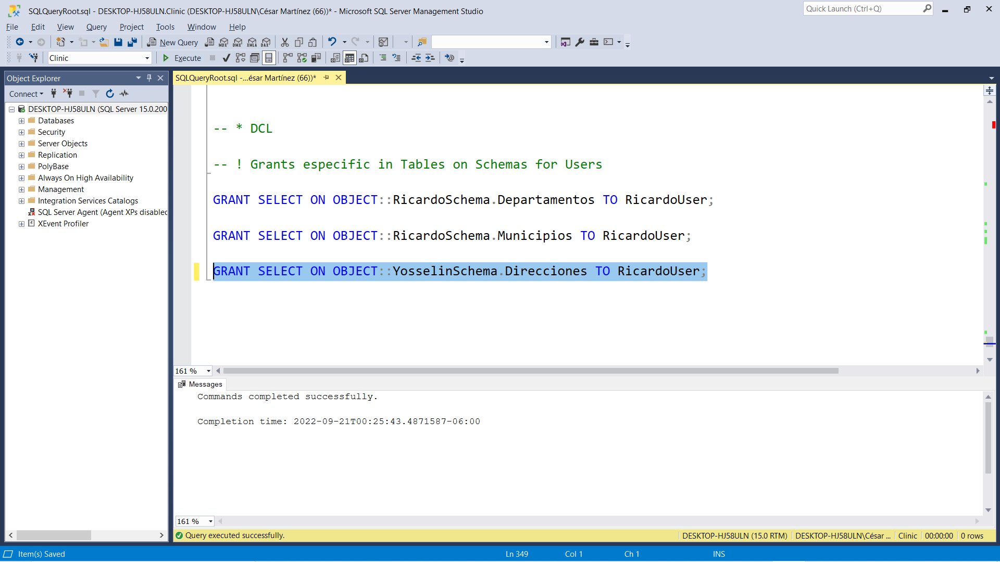 SQLQueryRoot.sql - DESKTOP-HJ58ULN.Clinic (DESKTOP-HJ58ULN\César Martínez (66))* - Microsoft SQL Server Management Studio
Quick Launch (Ctrl+Q)
File Edit View Query Project Tools Window Help
New Query MDX DMX XMLA DAX
Clinic Execute
Object Explorer
SQLQueryRoot.sql -...ésar Martínez (66))*
Connect
DESKTOP-HJ58ULN (SQL Server 15.0.200
Databases
Security
Server Objects
Replication
PolyBase
Always On High Availability
Management
Integration Services Catalogs
SQL Server Agent (Agent XPs disabled
XEvent Profiler
-- * DCL
-- ! Grants especific in Tables on Schemas for Users
GRANT SELECT ON OBJECT::RicardoSchema.Departamentos TO RicardoUser;
GRANT SELECT ON OBJECT::RicardoSchema.Municipios TO RicardoUser;
GRANT SELECT ON OBJECT::YosselinSchema.Direcciones TO RicardoUser;
161 %
Messages
Commands completed successfully.
Completion time: 2022-09-21T00:25:43.4871587-06:00
161 %
Query executed successfully.
DESKTOP-HJ58ULN (15.0 RTM) DESKTOP-HJ58ULN\César ... Clinic 00:00:00 0 rows
Item(s) Saved Ln 349 Col 1 Ch 1 INS